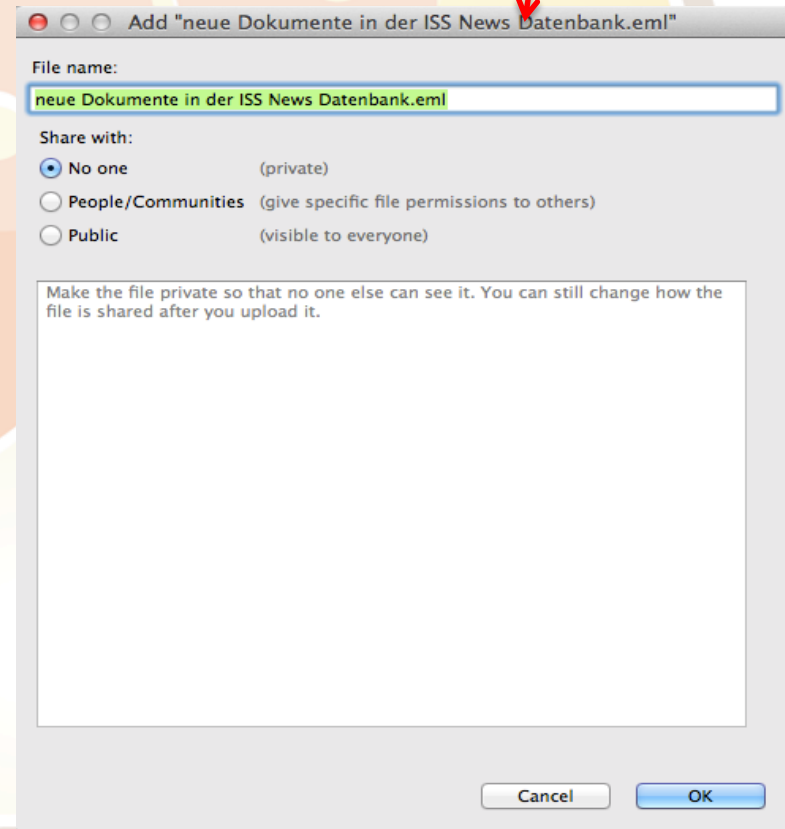 Add "neue Dokumente in der ISS News Datenbank.eml"
File name:
neue Dokumente in der ISS News Datenbank.eml
Share with:
No one (private)
People/Communities (give specific file permissions to others)
Public (visible to everyone)
Make the file private so that no one else can see it. You can still change how the
file is shared after you upload it.
Cancel OK